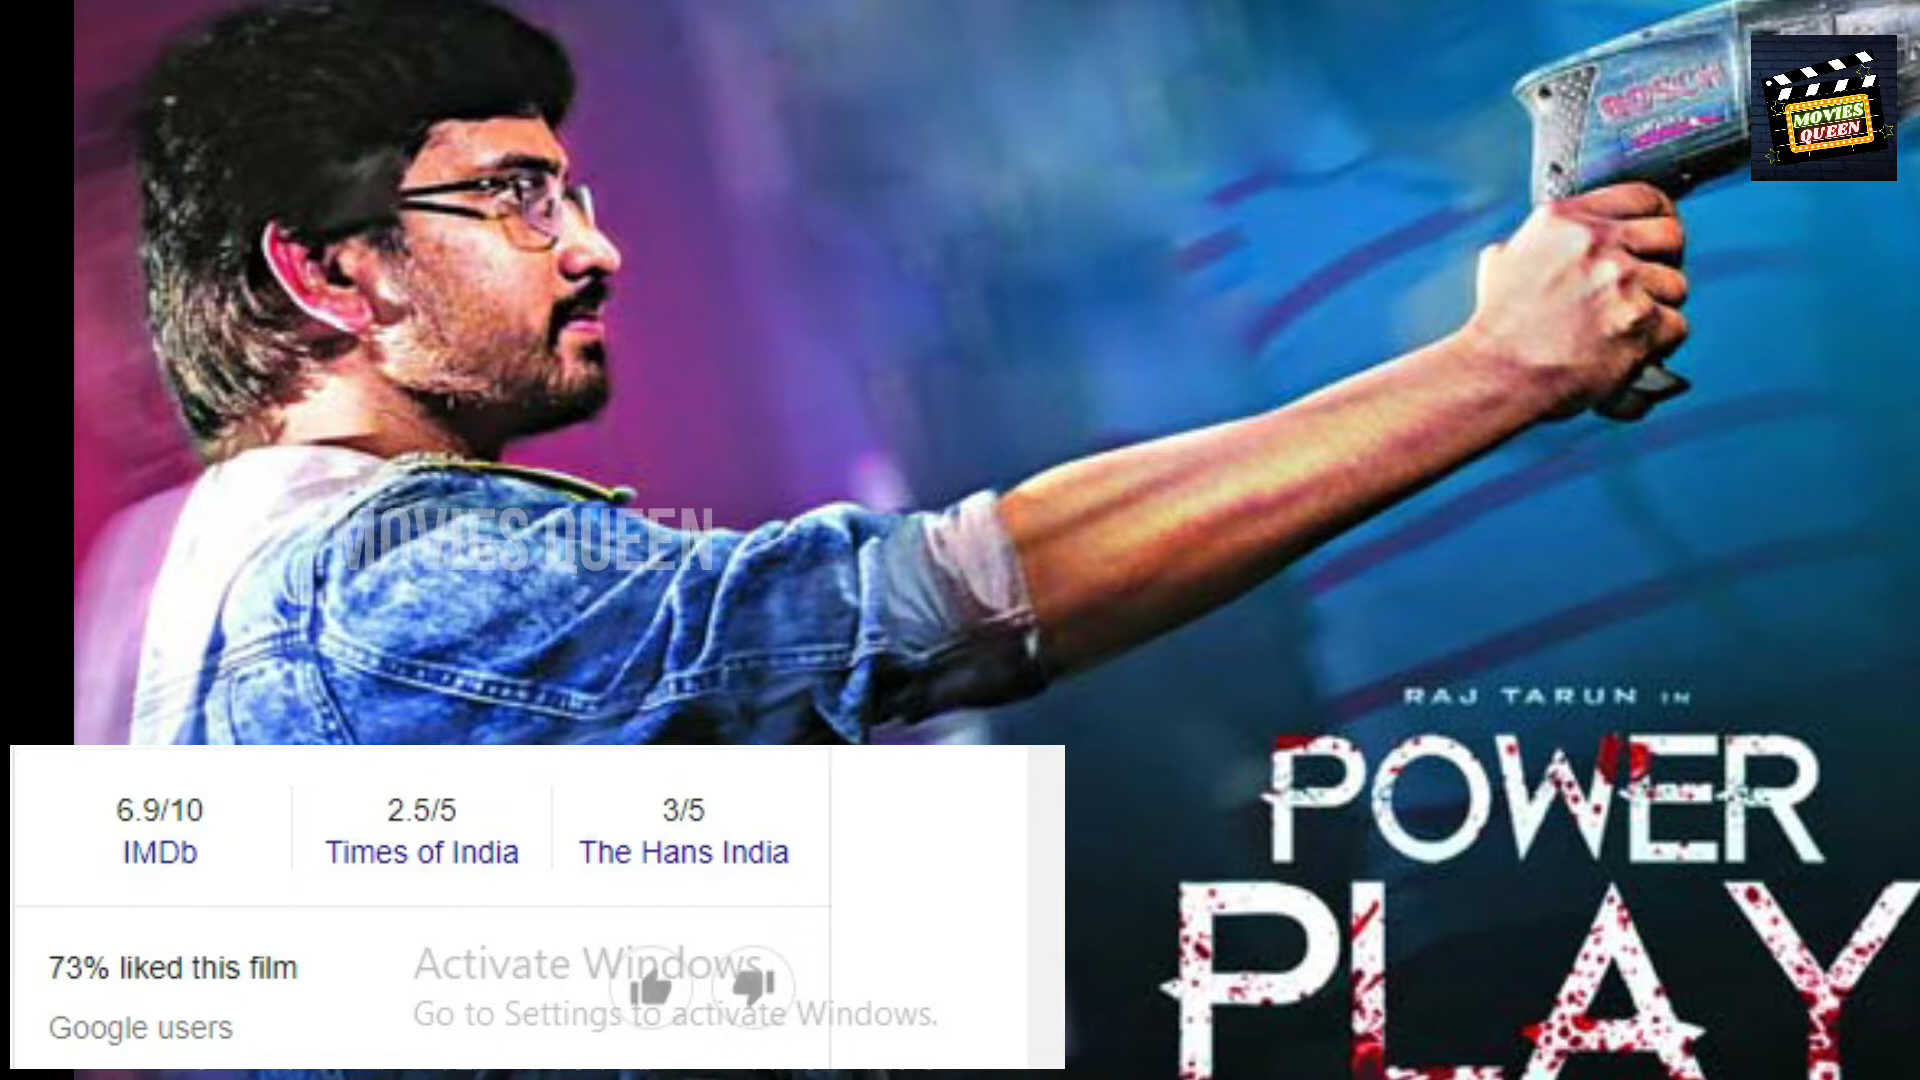 MOVIES
QUEEN
MOVIES QUEEN
RAJ TARUN IN
POWER
PLAY
6.9/10
IMDb
2.5/5
Times of India
3/5
The Hans India
73% liked this film
Google users
Activate Windows
Go to Settings to activate Windows.